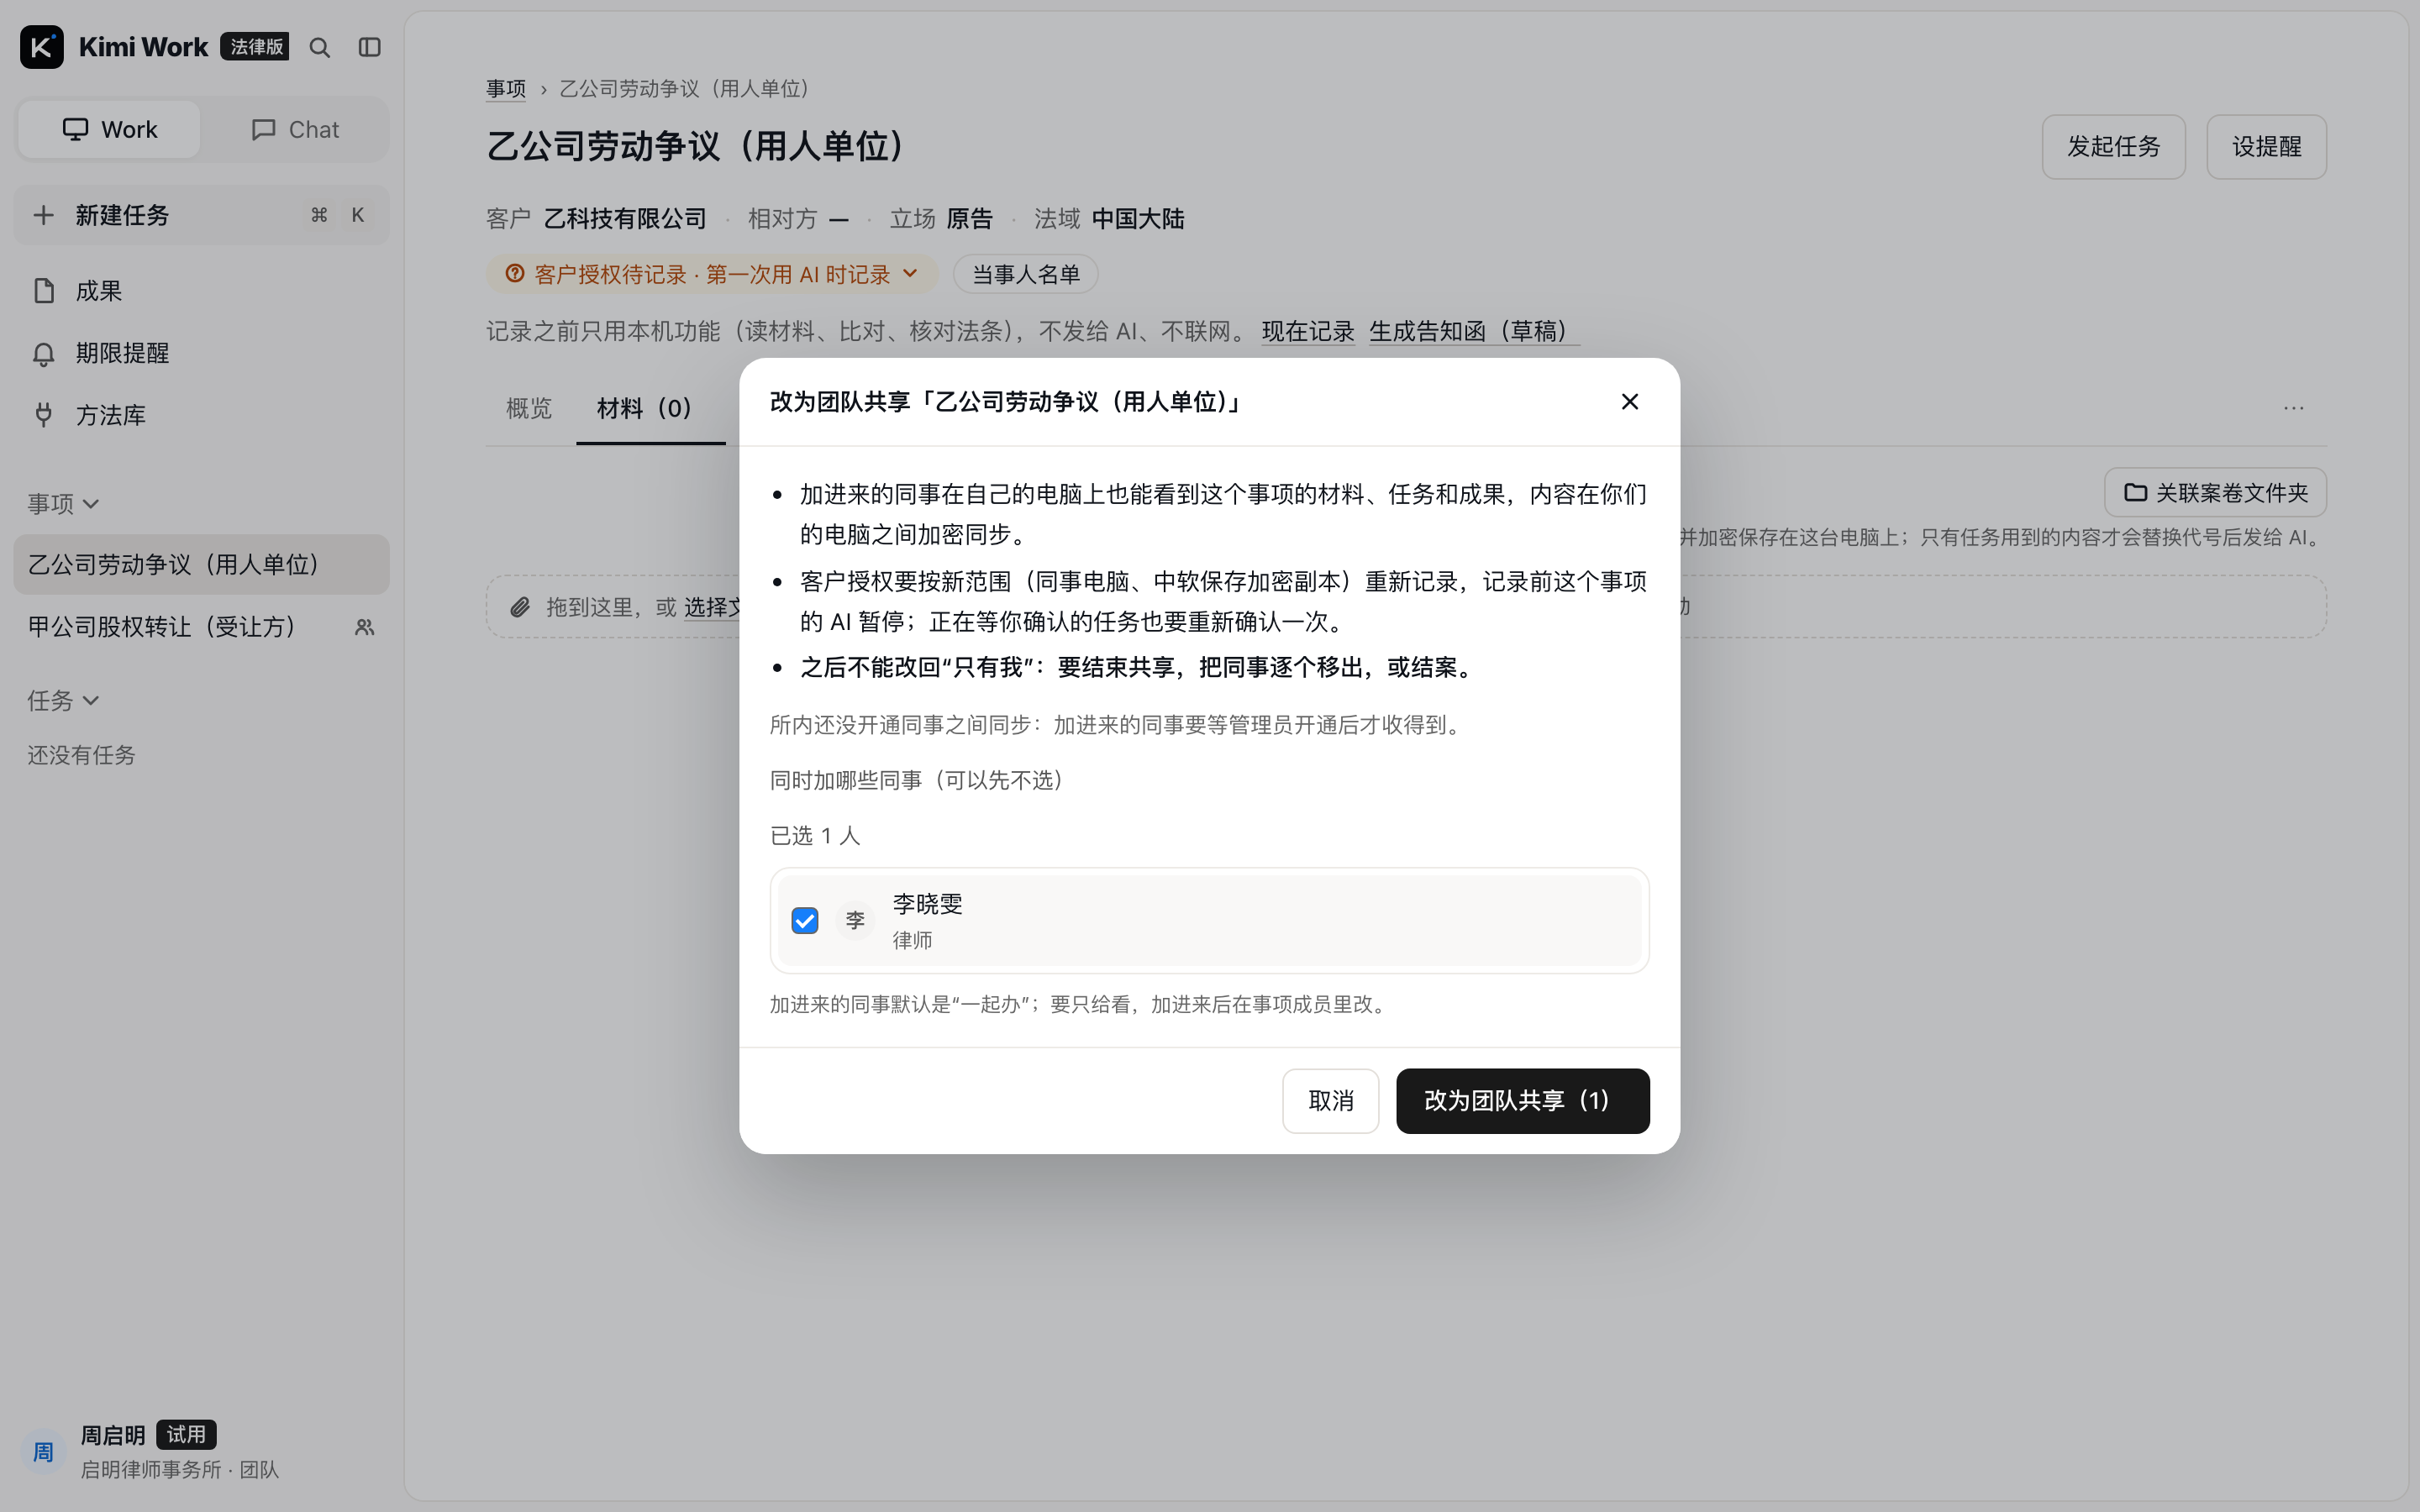 Kimi Work 法律版
Work
Chat
新建任务 ⌘ K
成果
期限提醒
方法库
事项
乙公司劳动争议（用人单位）
甲公司股权转让（受让方）
任务
还没有任务
周启明 试用
启明律师事务所 · 团队
事项 › 乙公司劳动争议（用人单位）
乙公司劳动争议（用人单位）
发起任务
设提醒
客户 乙科技有限公司 · 相对方 — · 立场 原告 · 法域 中国大陆
客户授权待记录 · 第一次用 AI 时记录
当事人名单
记录之前只用本机功能（读材料、比对、核对法条），不发给 AI、不联网。 现在记录 生成告知函（草稿）
概览
材料（0）
…
关联案卷文件夹
并加密保存在这台电脑上；只有任务用到的内容才会替换代号后发给 AI。
拖到这里，或 选择文
改为团队共享「乙公司劳动争议（用人单位）」
• 加进来的同事在自己的电脑上也能看到这个事项的材料、任务和成果，内容在你们
的电脑之间加密同步。
• 客户授权要按新范围（同事电脑、中软保存加密副本）重新记录，记录前这个事项
的 AI 暂停；正在等你确认的任务也要重新确认一次。
• 之后不能改回“只有我”：要结束共享，把同事逐个移出，或结案。
所内还没开通同事之间同步：加进来的同事要等管理员开通后才收得到。
同时加哪些同事（可以先不选）
已选 1 人
李
李晓雯
律师
加进来的同事默认是“一起办”；要只给看，加进来后在事项成员里改。
取消
改为团队共享（1）
周